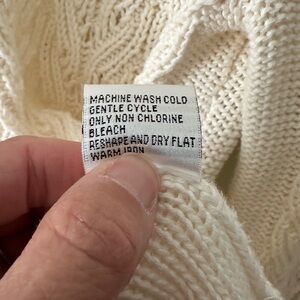 MACHINE WASH COLD
GENTLE CYCLE
ONLY NON CHLORINE
BLEACH
RESHAPE AND DRY FLAT
WARM IRON